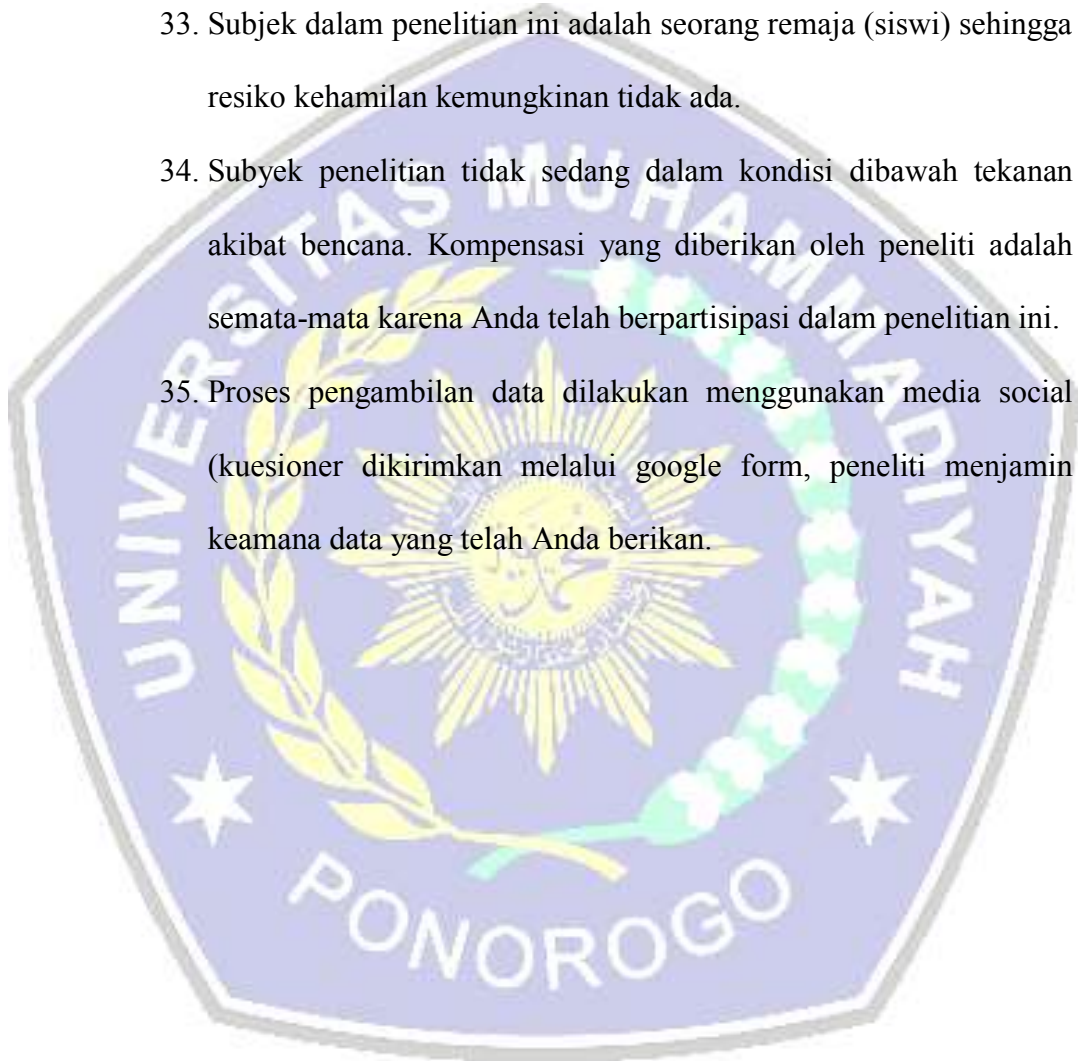 33. Subjek dalam penelitian ini adalah seorang remaja (siswi) sehingga
resiko kehamilan kemungkinan tidak ada.
34. Subyek penelitian tidak sedang dalam kondisi dibawah tekanan
akibat bencana. Kompensasi yang diberikan oleh peneliti adalah
semata-mata karena Anda telah berpartisipasi dalam penelitian ini.
35. Proses pengambilan data dilakukan menggunakan media social
(kuesioner dikirimkan melalui google form, peneliti menjamin
keamana data yang telah Anda berikan.
UNIVERSITAS MUHAMMADIYAH
PONOROGO